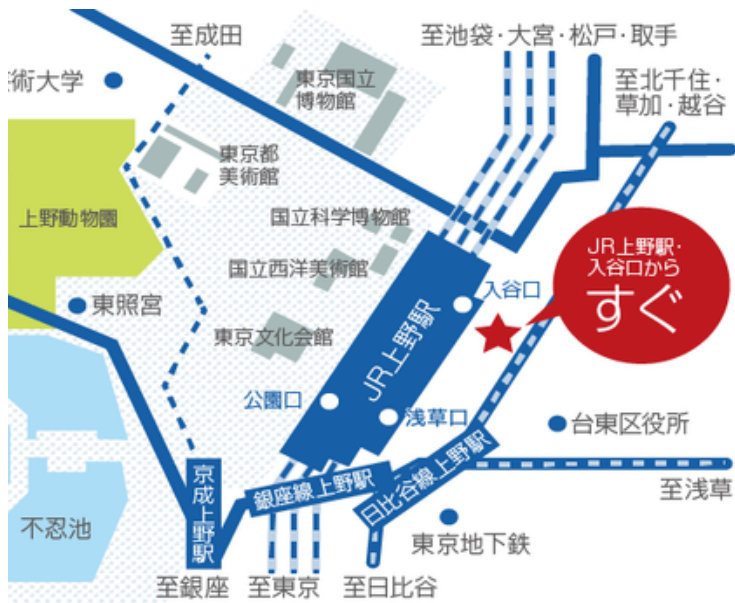 至成田
至池袋・大宮・松戸・取手
術大学
東京国立
博物館
至北千住・
草加・越谷
東京都
美術館
上野動物園
国立科学博物館
JR上野駅・
入谷口から
すぐ
国立西洋美術館
入谷口
東照宮
東京文化会館
JR上野駅
公園口
浅草口
台東区役所
京成上野駅
銀座線上野駅
日比谷線上野駅
至浅草
不忍池
東京地下鉄
至銀座
至東京
至日比谷